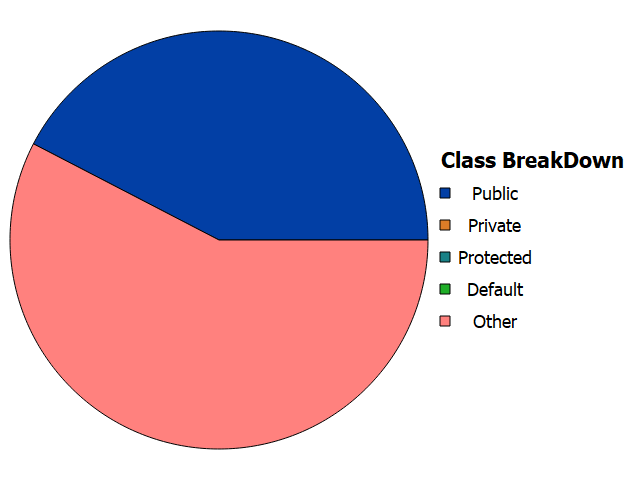 Class BreakDown
Public
Private
Protected
Default
Other